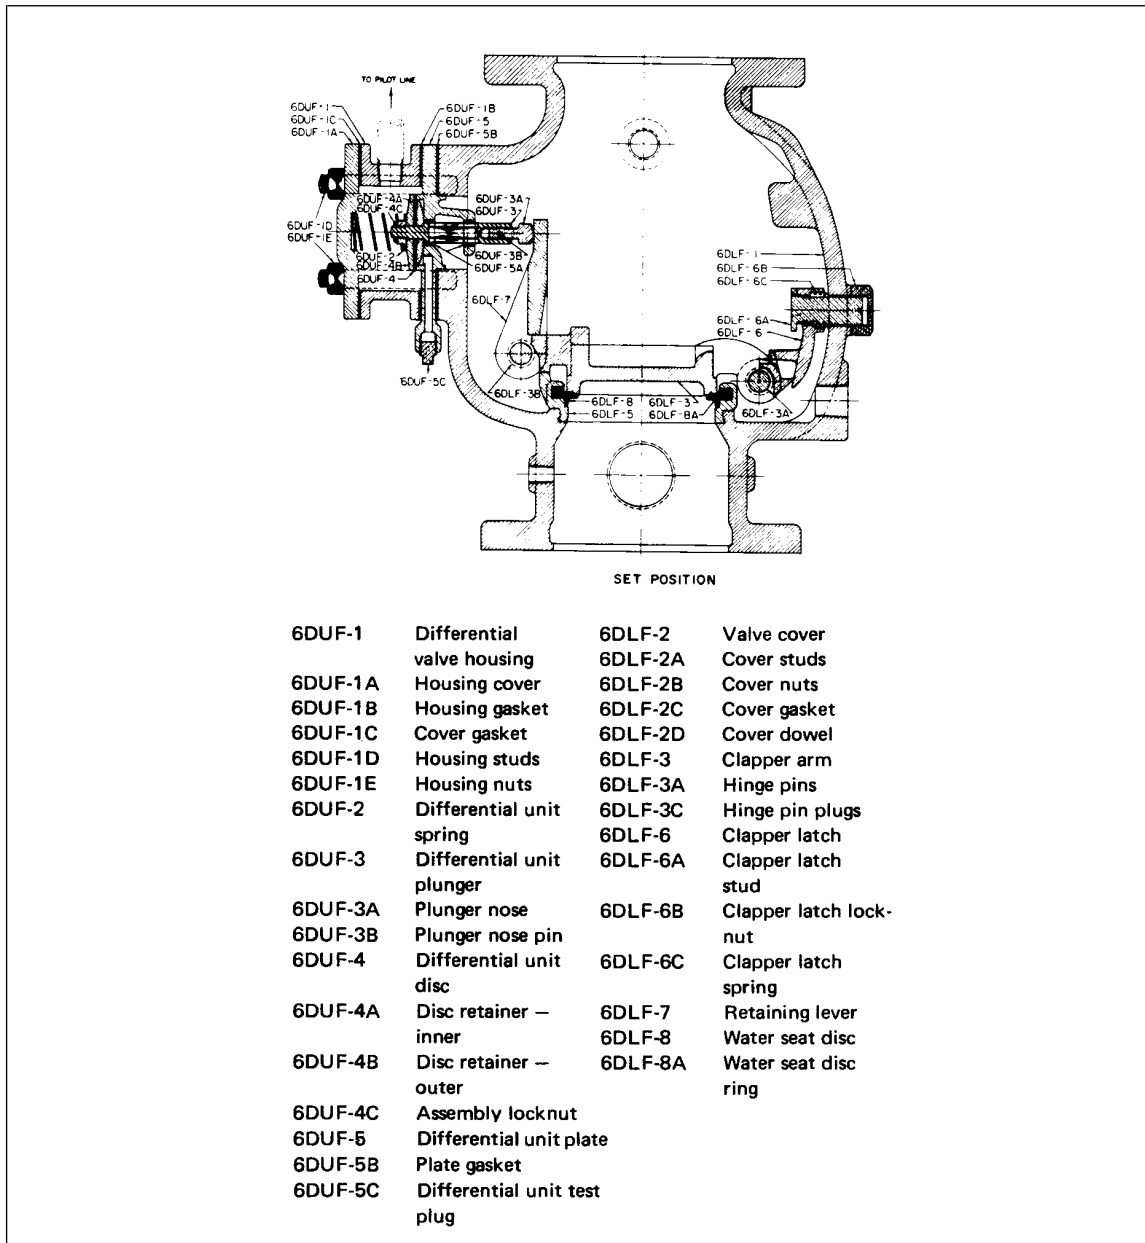 TO PILOT LINE
6DUF-1
6DUF-1C
6DUF-1A
6DUF-1B
6DUF-5
6DUF-5B
6DUF-4A
6DUF-4C
6DUF-3A
6DUF-3
6DUF-1D
6DUF-1E
6DUF-2
6DUF-4B
6DUF-4
6DUF-3B
6DUF-5A
6DLF-1
6DLF-6B
6DLF-6C
6DLF-7
6DLF-6A
6DLF-6
6DUF-5C
6DLF-3B
6DLF-8
6DLF-5
6DLF-3
6DLF-8A
6DLF-3A
SET POSITION
6DUF-1 Differential
valve housing
6DUF-1A Housing cover
6DUF-1B Housing gasket
6DUF-1C Cover gasket
6DUF-1D Housing studs
6DUF-1E Housing nuts
6DUF-2 Differential unit
spring
6DUF-3 Differential unit
plunger
6DUF-3A Plunger nose
6DUF-3B Plunger nose pin
6DUF-4 Differential unit
disc
6DUF-4A Disc retainer —
inner
6DUF-4B Disc retainer —
outer
6DUF-4C Assembly locknut
6DUF-5 Differential unit plate
6DUF-5B Plate gasket
6DUF-5C Differential unit test
plug
6DLF-2 Valve cover
6DLF-2A Cover studs
6DLF-2B Cover nuts
6DLF-2C Cover gasket
6DLF-2D Cover dowel
6DLF-3 Clapper arm
6DLF-3A Hinge pins
6DLF-3C Hinge pin plugs
6DLF-6 Clapper latch
6DLF-6A Clapper latch
stud
6DLF-6B Clapper latch lock-
nut
6DLF-6C Clapper latch
spring
6DLF-7 Retaining lever
6DLF-8 Water seat disc
6DLF-8A Water seat disc
ring